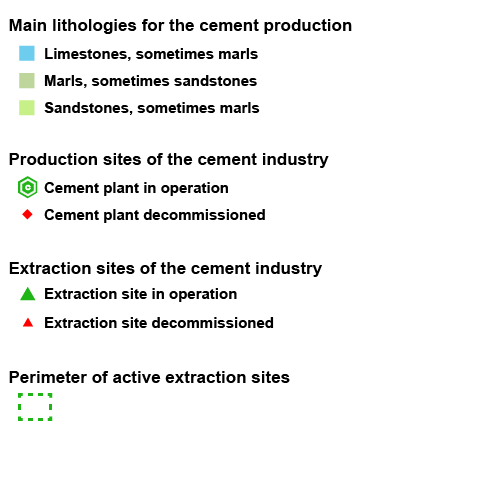 Main lithologies for the cement production
Limestones, sometimes marls
Marls, sometimes sandstones
Sandstones, sometimes marls
Production sites of the cement industry
Cement plant in operation
Cement plant decommissioned
Extraction sites of the cement industry
Extraction site in operation
Extraction site decommissioned
Perimeter of active extraction sites